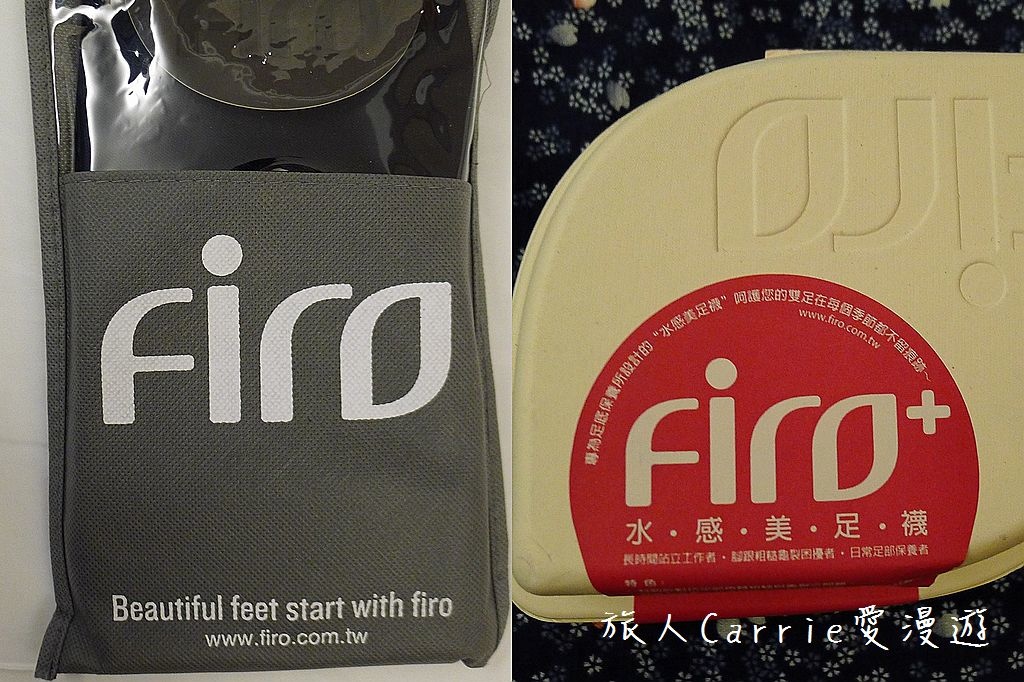 firo
Beautiful feet start with firo
www.firo.com.tw
firo
專為足底保養所設計的“水感美足襪”呵護您的雙足在每個季節都不留痕跡～
www.firo.com.tw
firo+
水・感・美・足・襪
長時間站立工作者・腳跟粗糙龜裂困擾者・日常足部保養者
特色：
旅人Carrie愛漫遊